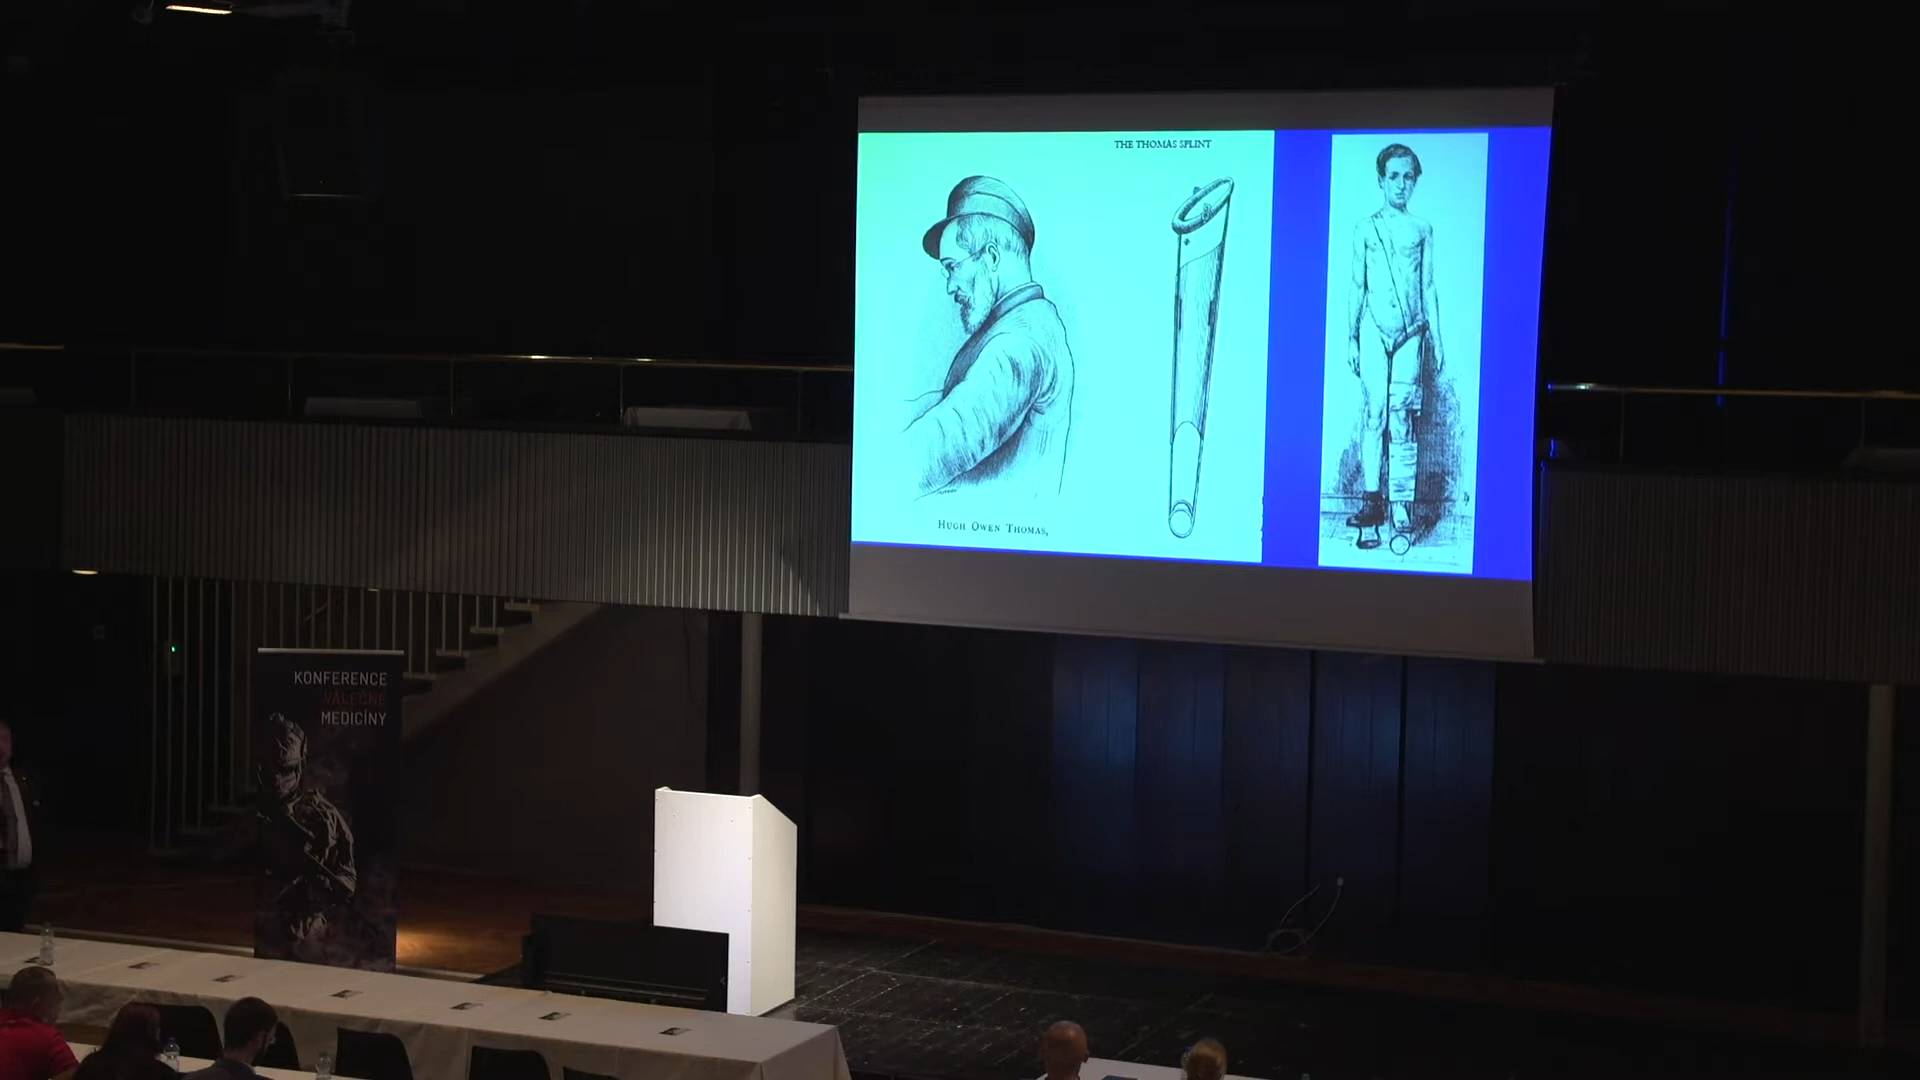 THE THOMAS SPLINT
HUGH OWEN THOMAS,
KONFERENCE
VÁLEČNÉ
MEDICÍNY